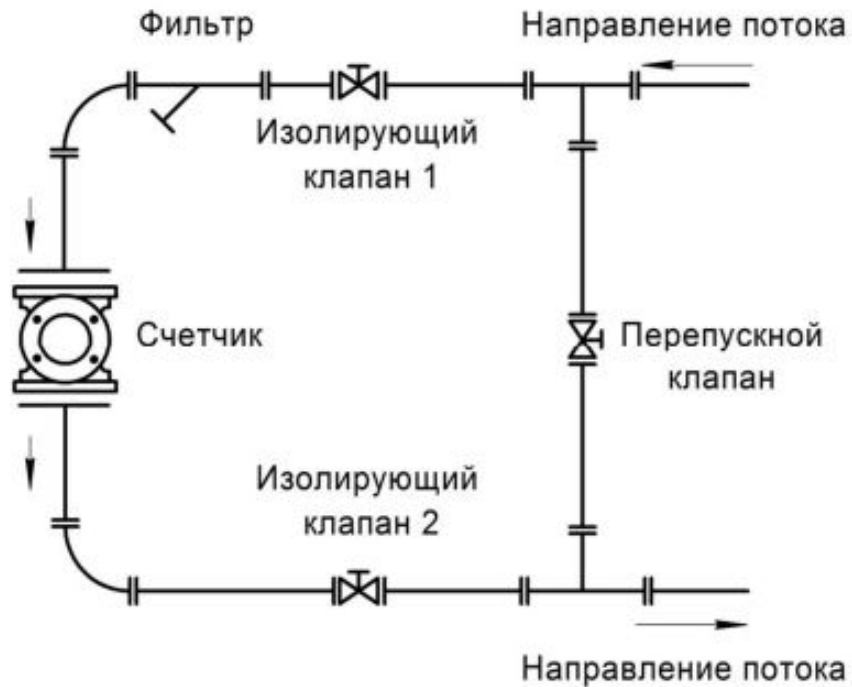 Фильтр
Направление потока
Изолирующий
клапан 1
Счетчик
Перепускной
клапан
Изолирующий
клапан 2
Направление потока